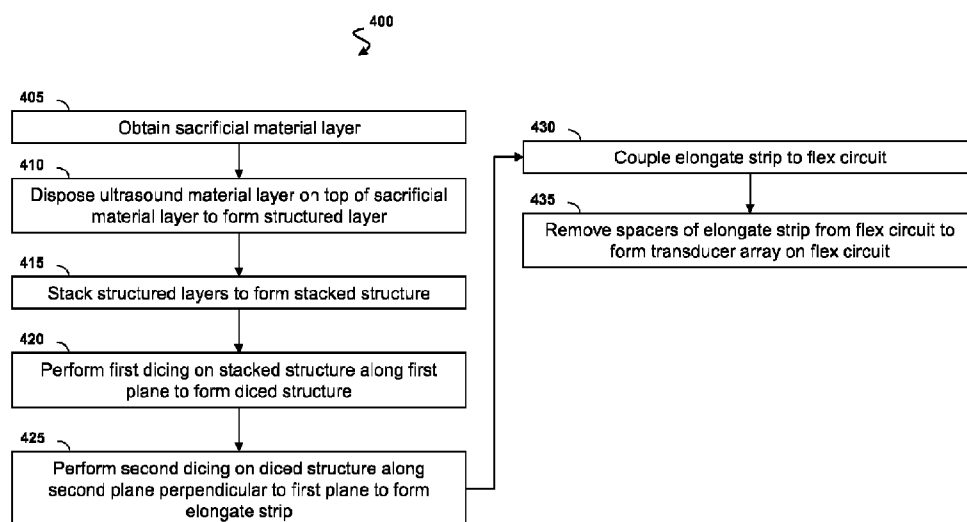 400
405
Obtain sacrificial material layer
410
Dispose ultrasound material layer on top of sacrificial
material layer to form structured layer
415
Stack structured layers to form stacked structure
420
Perform first dicing on stacked structure along first
plane to form diced structure
425
Perform second dicing on diced structure along
second plane perpendicular to first plane to form
elongate strip
430
Couple elongate strip to flex circuit
435
Remove spacers of elongate strip from flex circuit to
form transducer array on flex circuit